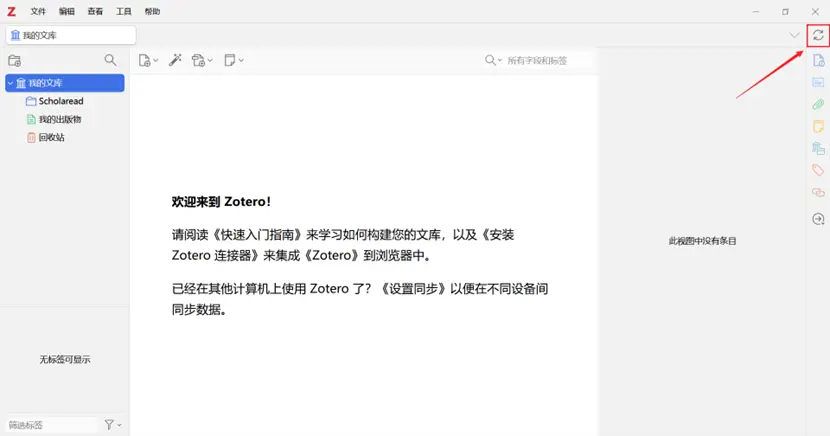 Z 文件 编辑 查看 工具 帮助
我的文库
所有字段和标签
我的文库
Scholaread
我的出版物
回收站
欢迎来到 Zotero!
请阅读《快速入门指南》来学习如何构建您的文库，以及《安装
Zotero 连接器》来集成《Zotero》到浏览器中。
已经在其他计算机上使用 Zotero 了？《设置同步》以便在不同设备间
同步数据。
此视图中没有条目
无标签可显示
筛选标签